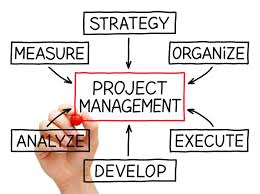 STRATEGY
MEASURE
ORGANIZE
PROJECT
MANAGEMENT
ANALYZE
EXECUTE
DEVELOP